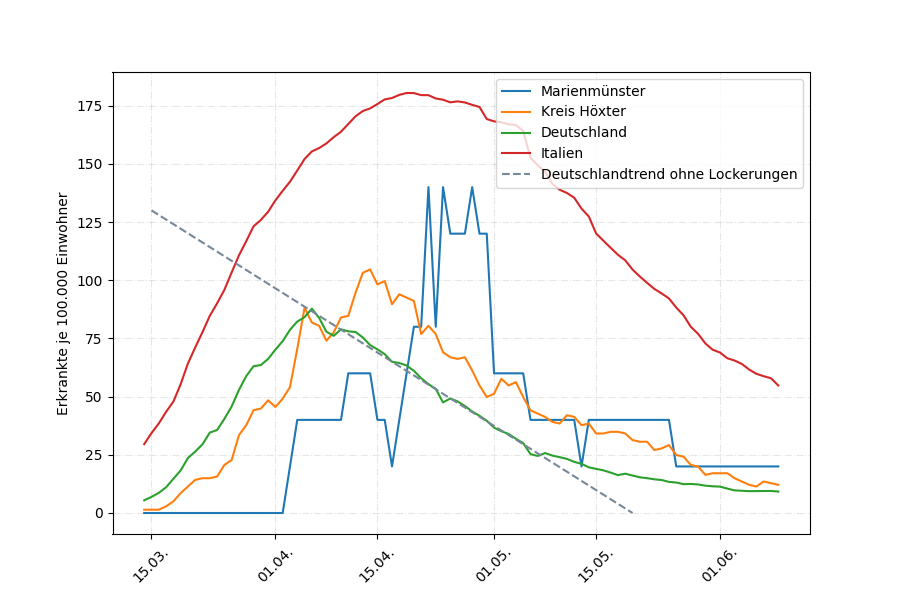 Marienmünster
Kreis Höxter
Deutschland
Italien
Deutschlandtrend ohne Lockerungen
Erkrankte je 100.000 Einwohner
175
150
125
100
75
50
25
0
15.03.
01.04.
15.04.
01.05.
15.05.
01.06.